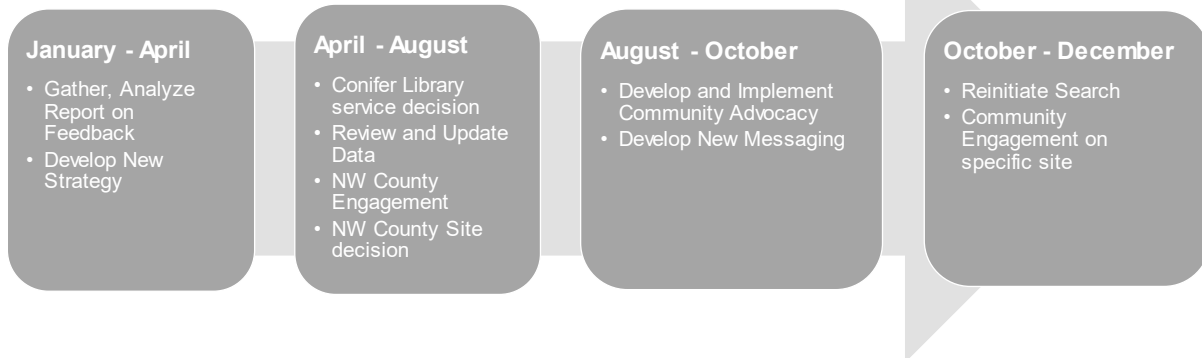 January - April
• Gather, Analyze
Report on
Feedback
• Develop New
Strategy
April - August
• Conifer Library
service decision
• Review and Update
Data
• NW County
Engagement
• NW County Site
decision
August - October
• Develop and Implement
Community Advocacy
• Develop New Messaging
October - December
• Reinitiate Search
• Community
Engagement on
specific site